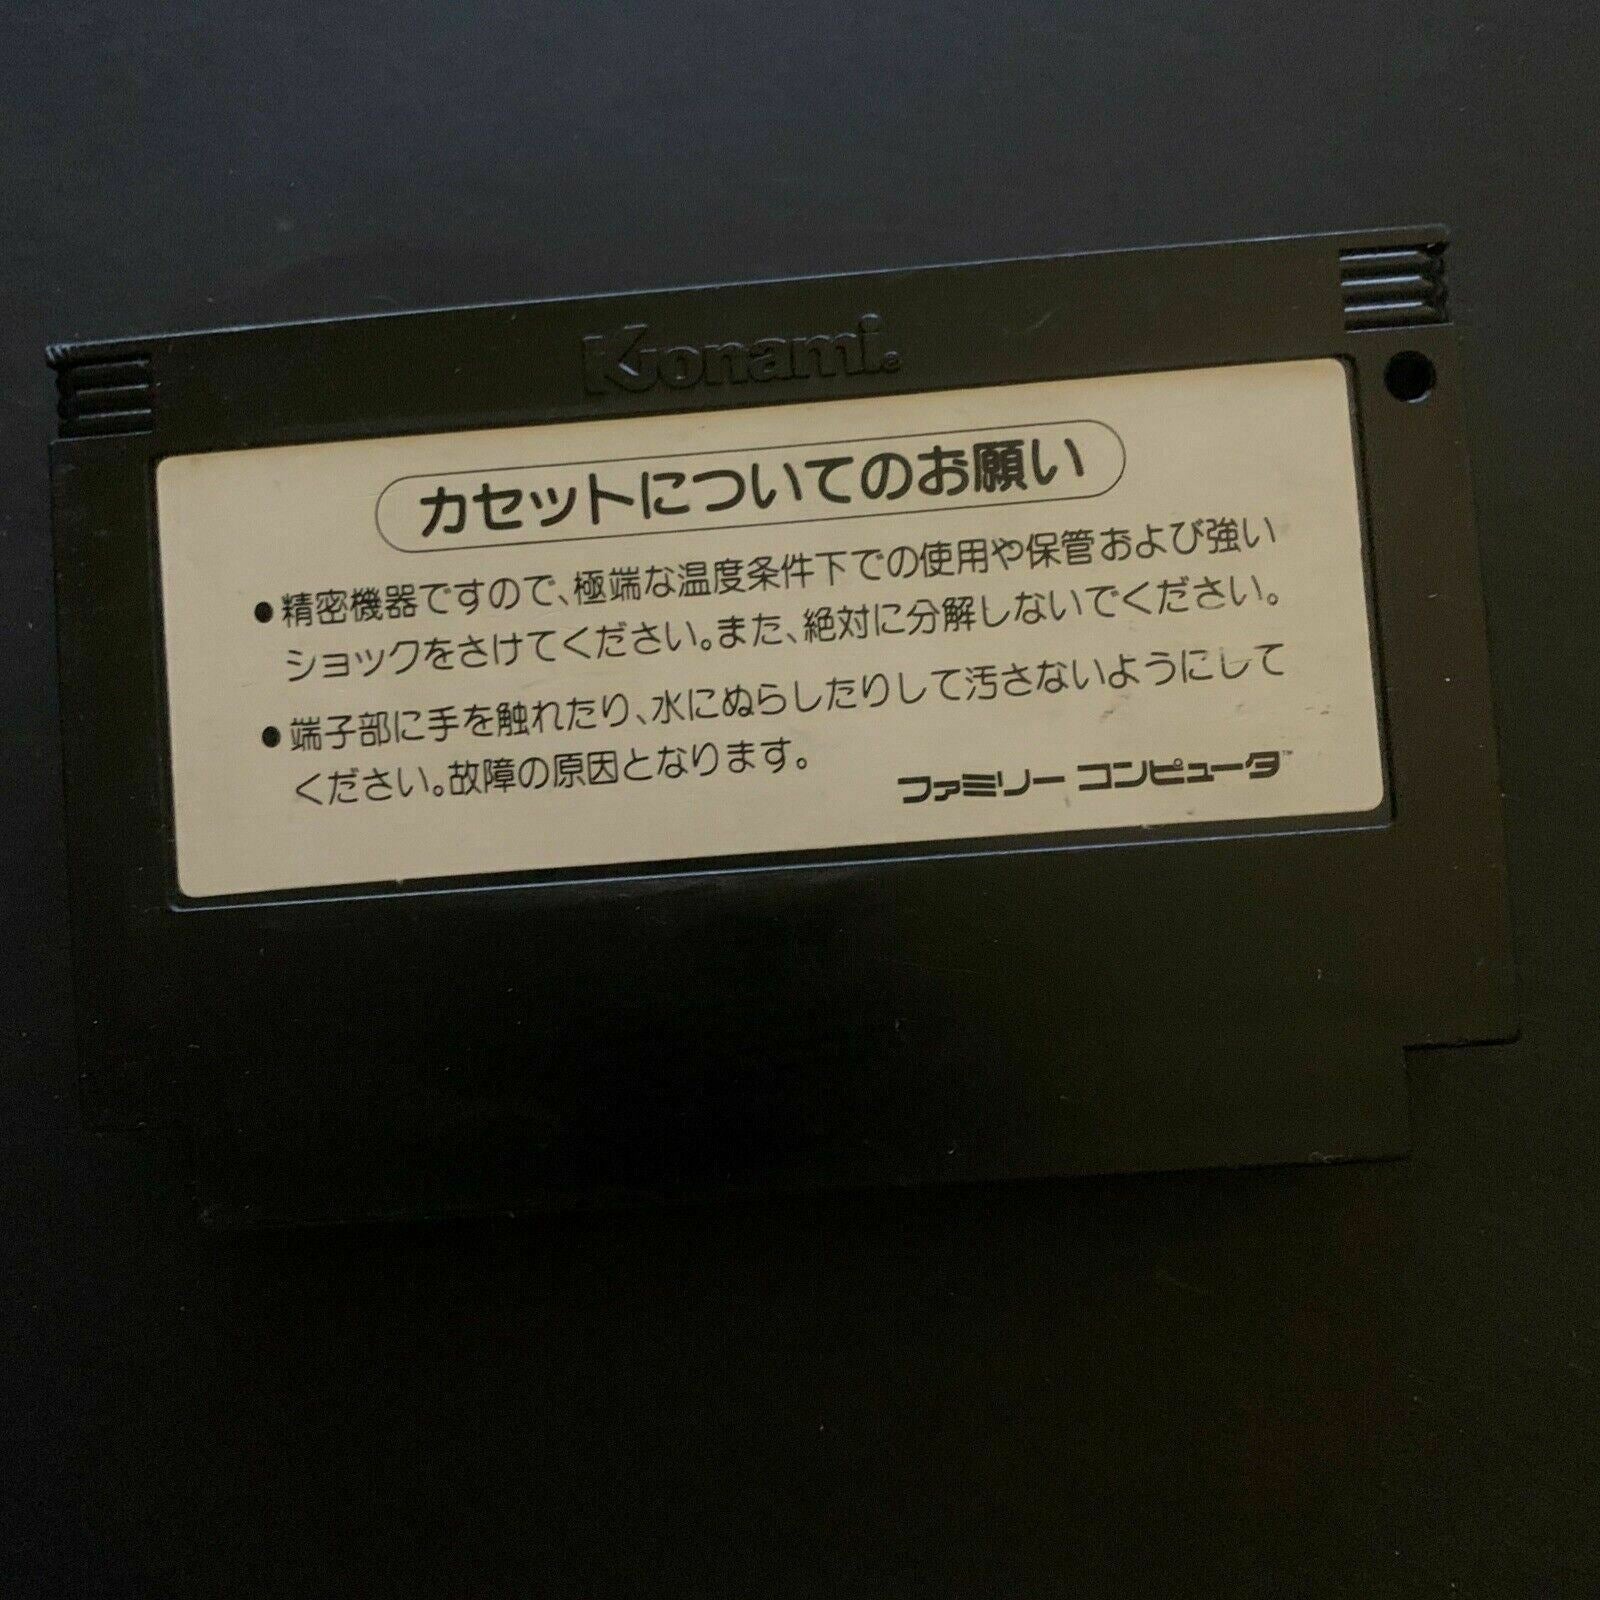 Konami®
カセットについてのお願い
●精密機器ですので、極端な温度条件下での使用や保管および強い
ショックをさけてください。また、絶対に分解しないでください。
●端子部に手を触れたり、水にぬらしたりして汚さないようにして
ください。故障の原因となります。
ファミリー コンピュータ™